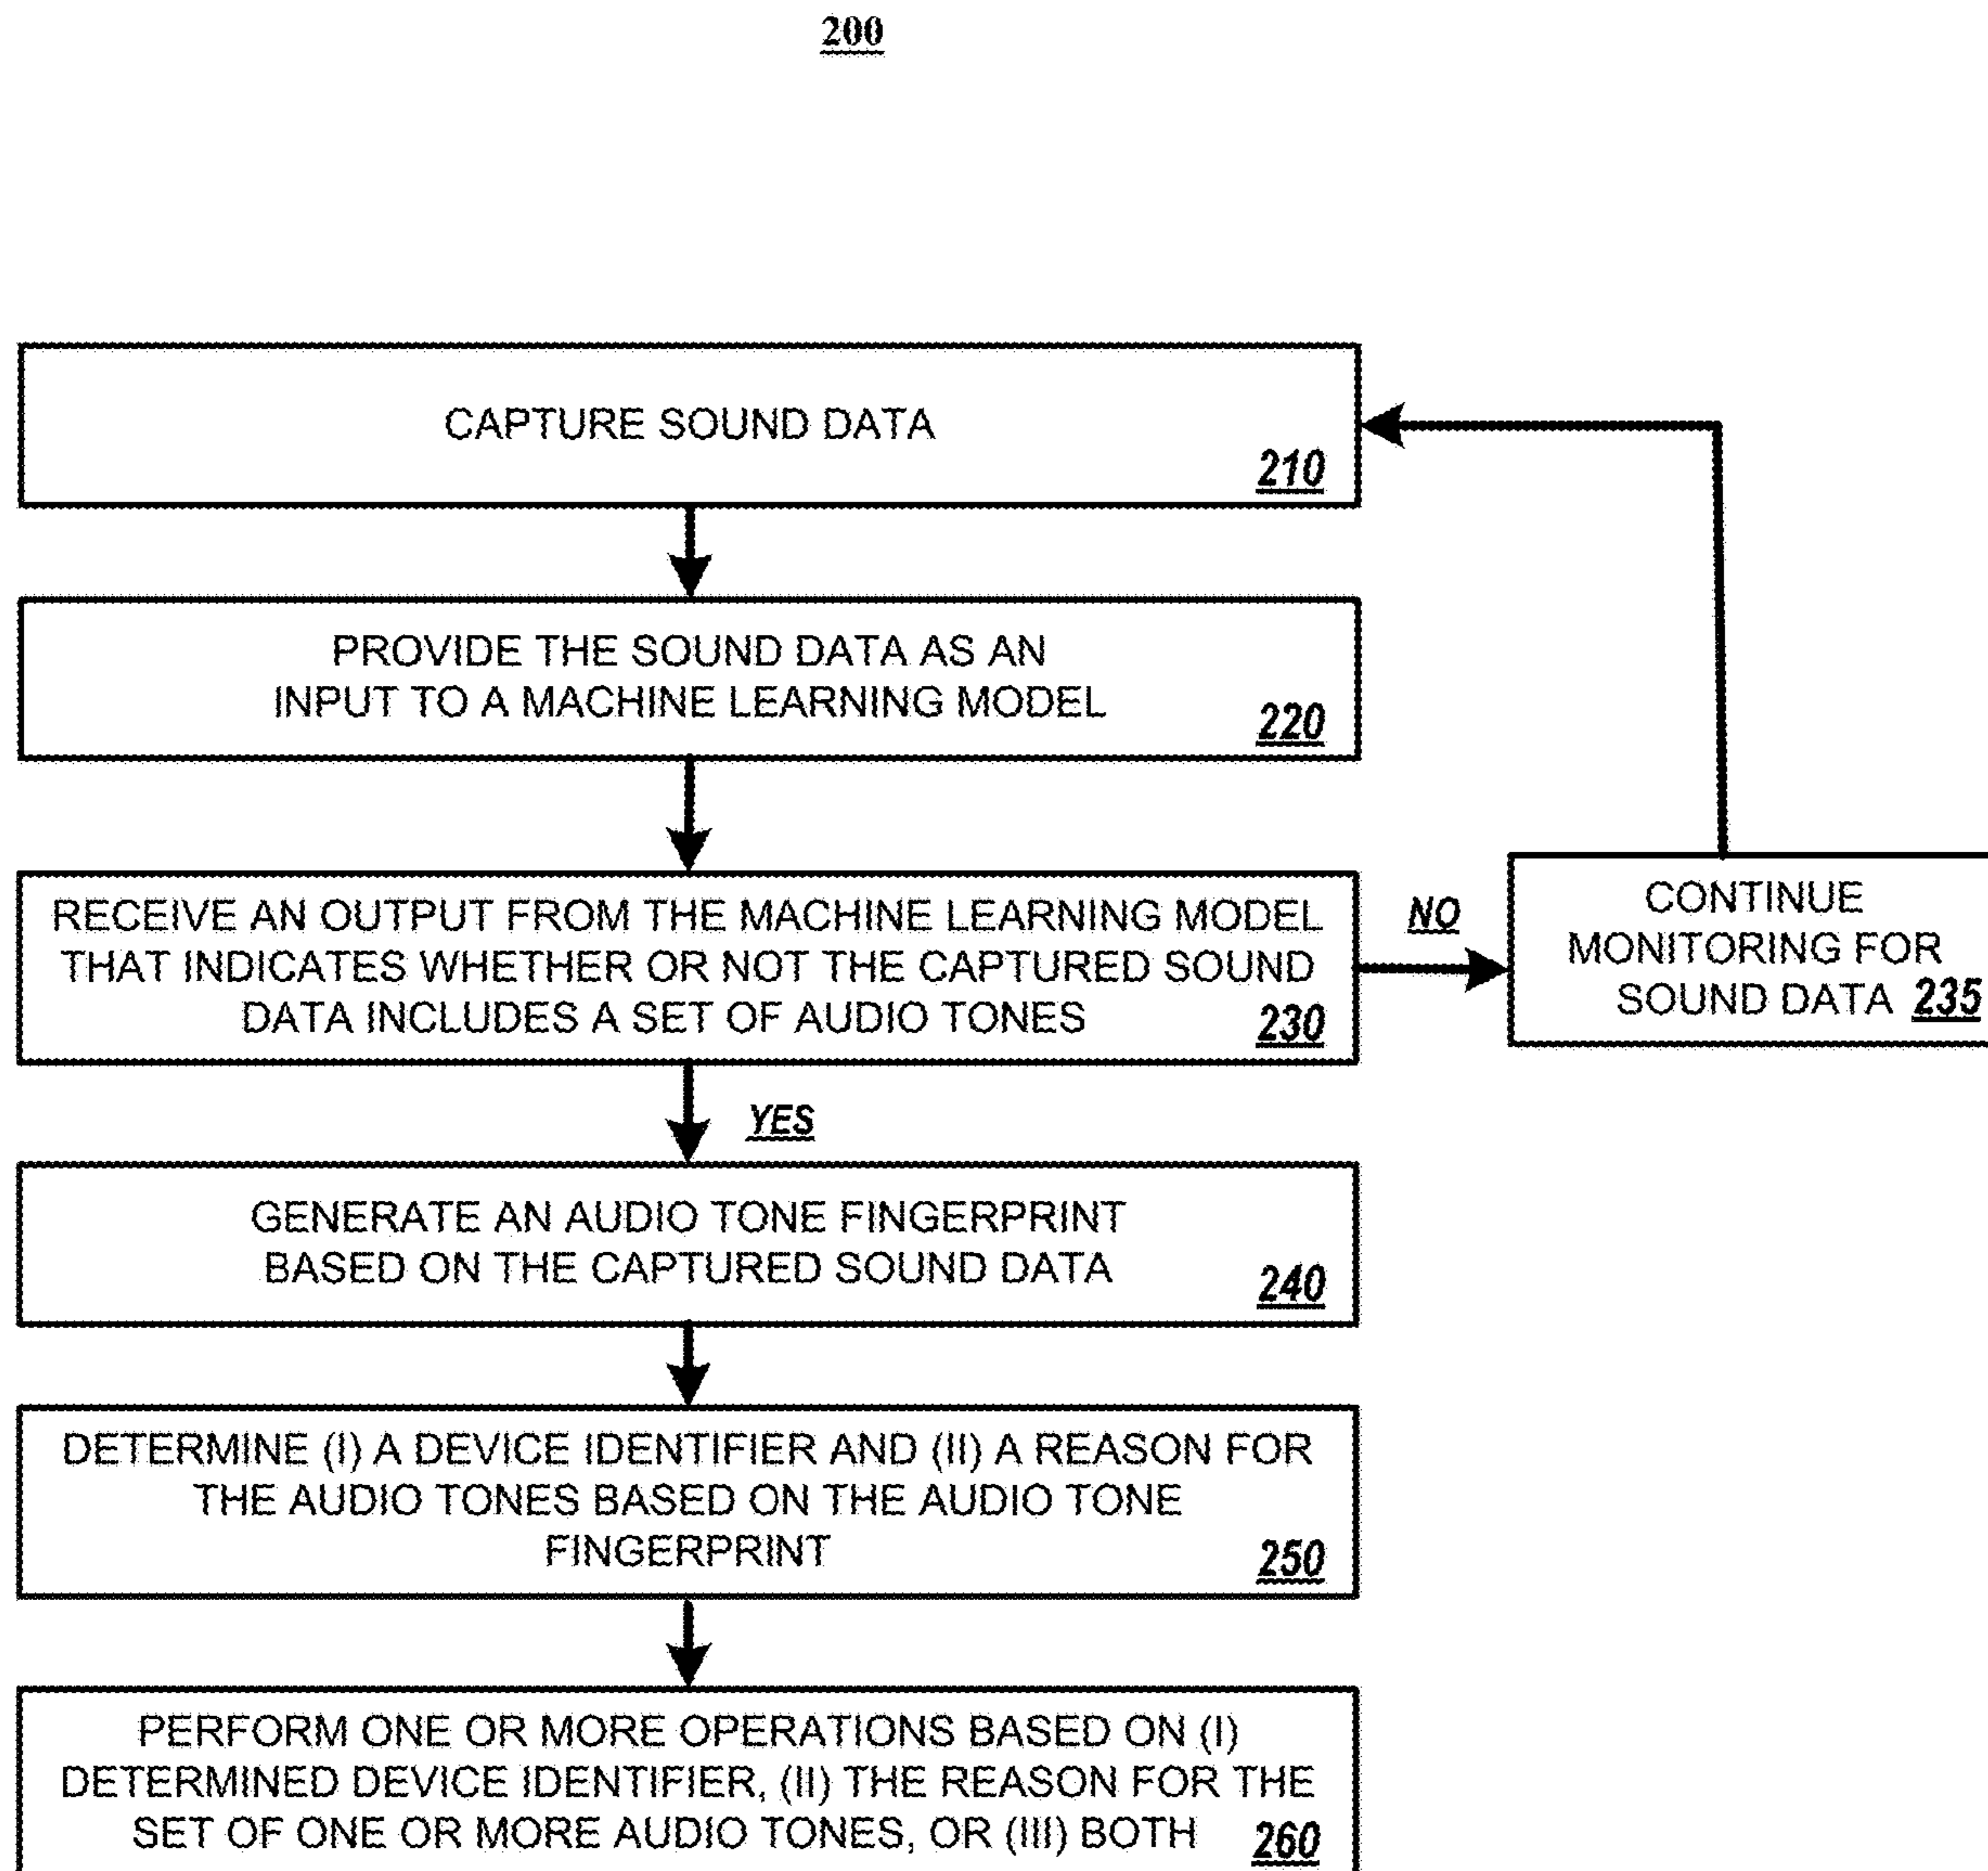 200
CAPTURE SOUND DATA
210
PROVIDE THE SOUND DATA AS AN
INPUT TO A MACHINE LEARNING MODEL
220
RECEIVE AN OUTPUT FROM THE MACHINE LEARNING MODEL
THAT INDICATES WHETHER OR NOT THE CAPTURED SOUND
DATA INCLUDES A SET OF AUDIO TONES
230
NO
CONTINUE
MONITORING FOR
SOUND DATA 235
YES
GENERATE AN AUDIO TONE FINGERPRINT
BASED ON THE CAPTURED SOUND DATA
240
DETERMINE (I) A DEVICE IDENTIFIER AND (II) A REASON FOR
THE AUDIO TONES BASED ON THE AUDIO TONE
FINGERPRINT
250
PERFORM ONE OR MORE OPERATIONS BASED ON (I)
DETERMINED DEVICE IDENTIFIER, (II) THE REASON FOR THE
SET OF ONE OR MORE AUDIO TONES, OR (III) BOTH
260